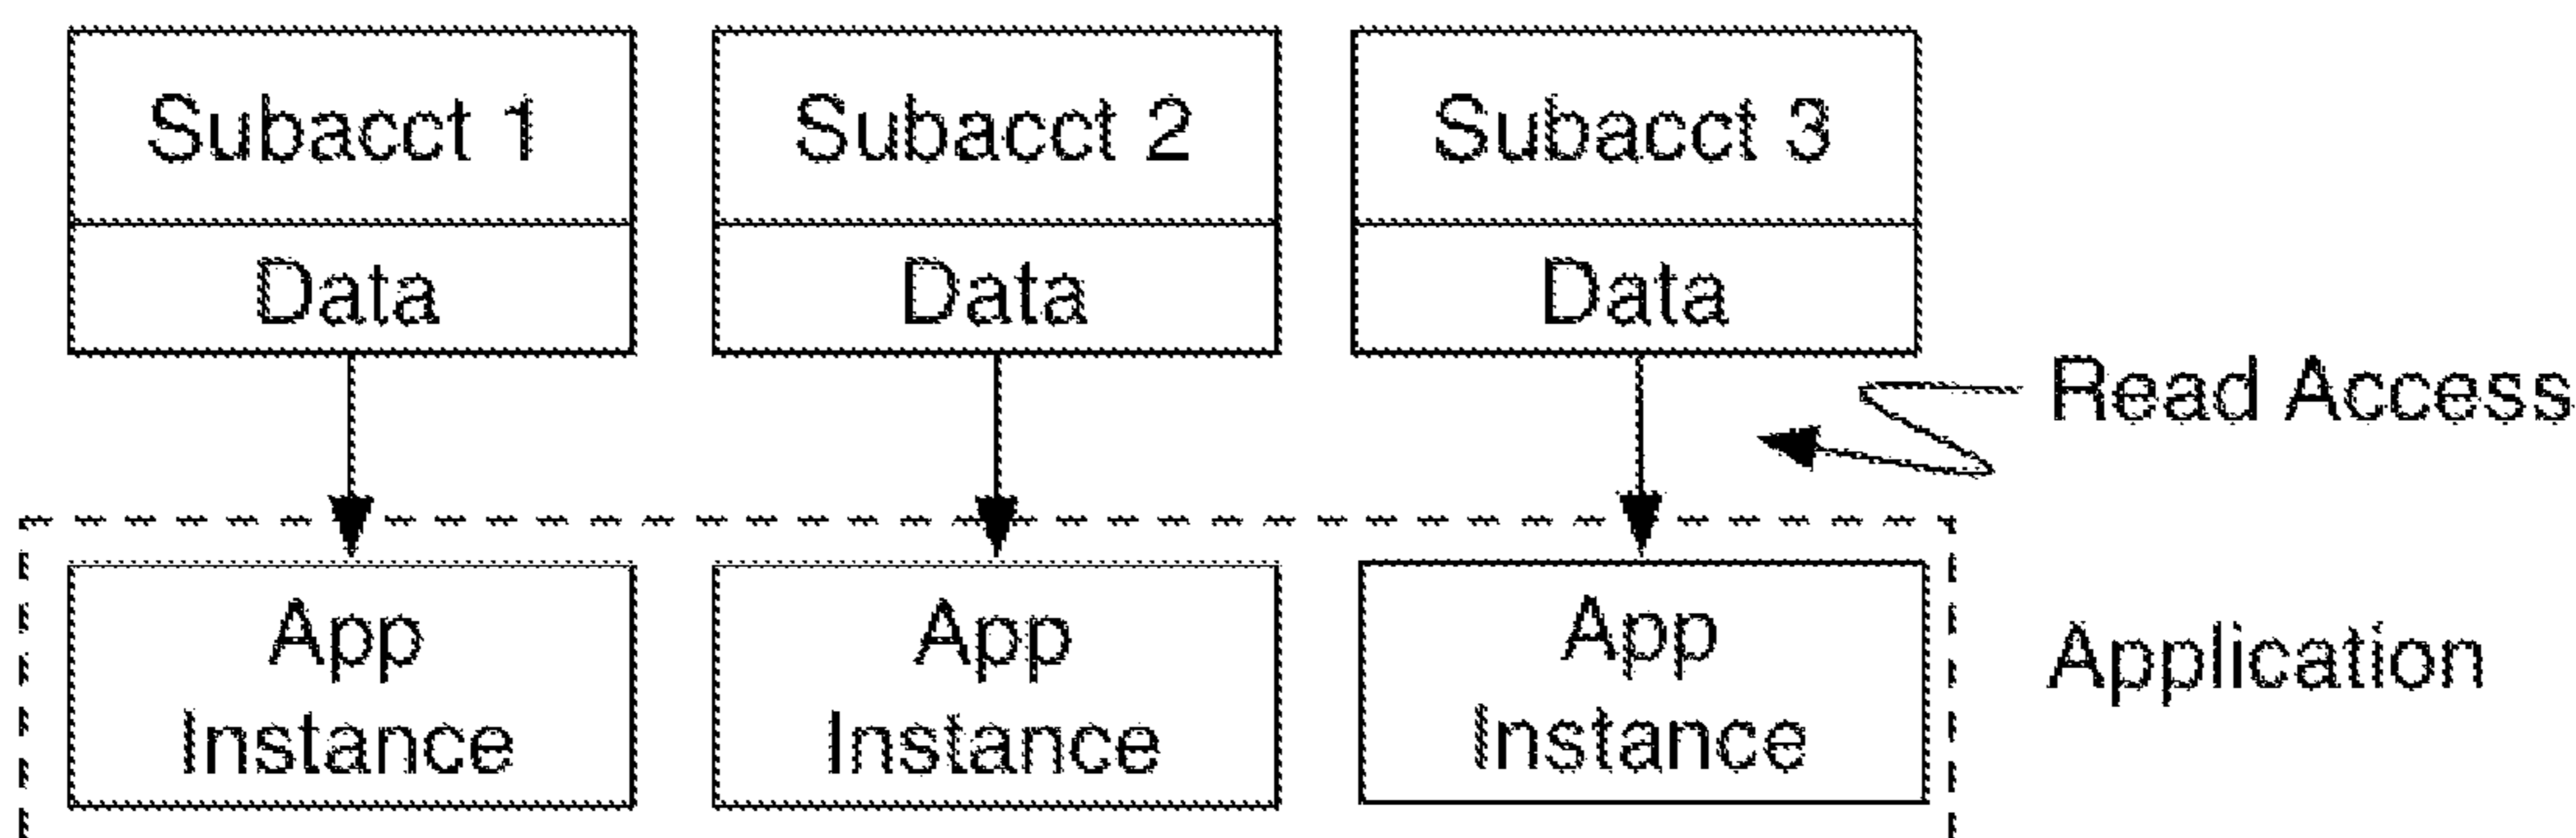 Subacct 1
Subacct 2
Subacct 3
Data
Data
Data
Read Access
App
Instance
App
Instance
App
Instance
Application